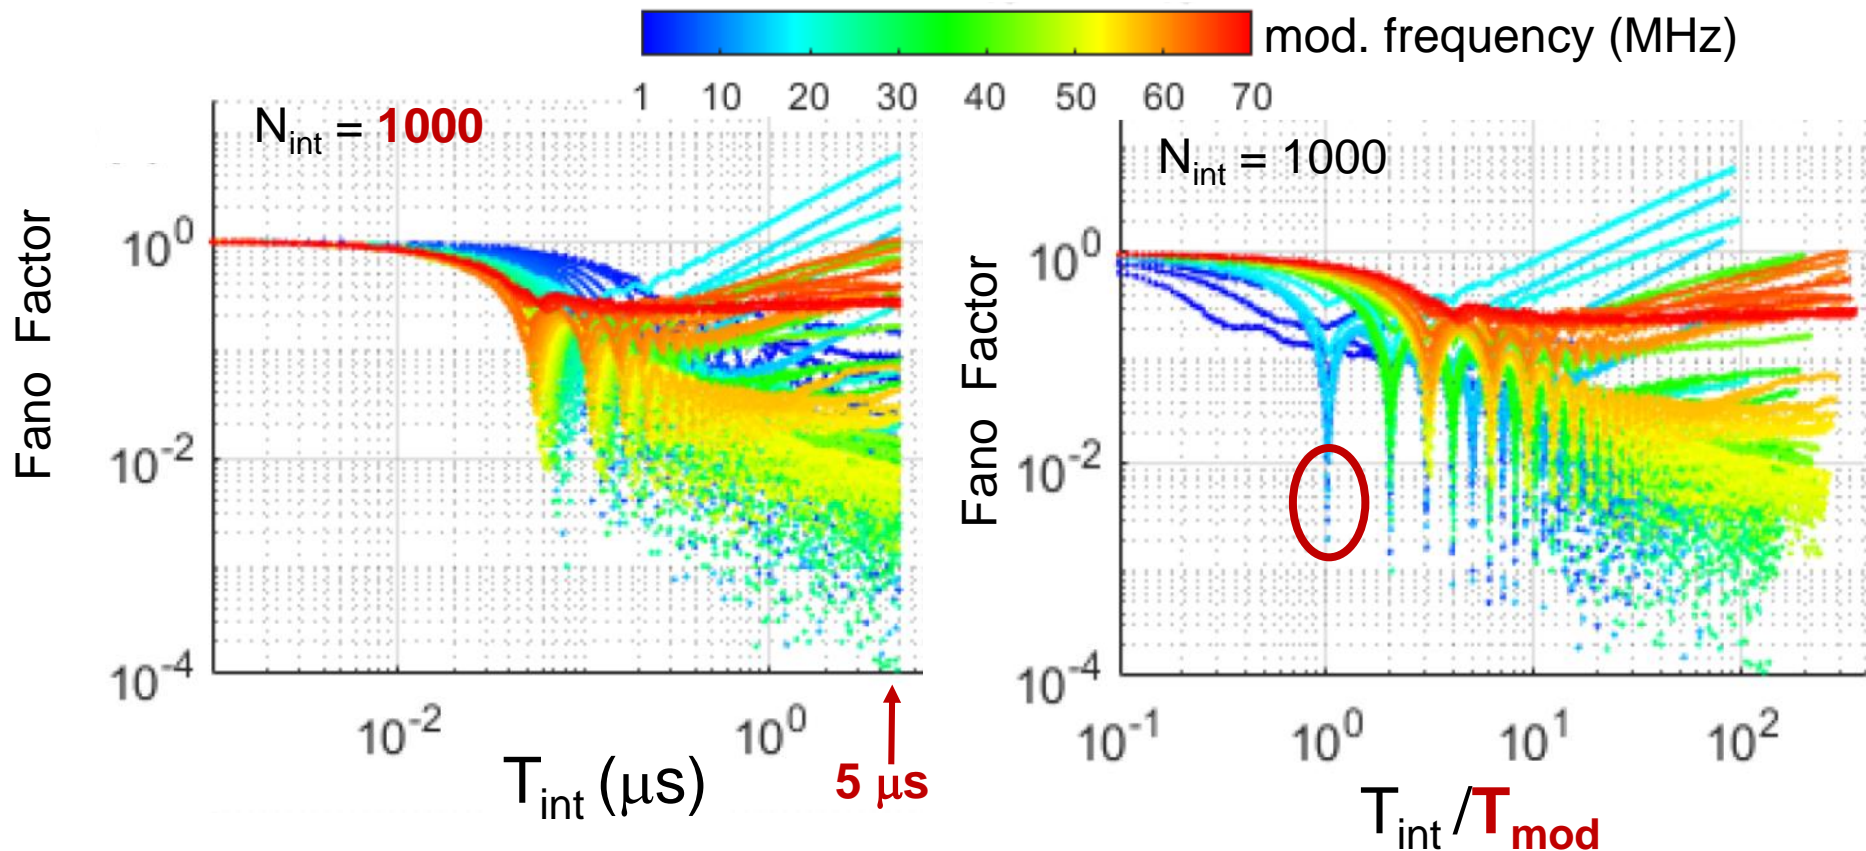 mod. frequency (MHz)
1 10 20 30 40 50 60 70
N_int = 1000
Fano Factor
10^0
10^-2
10^-4
10^-2 10^0
T_int (μs)
5 μs
N_int = 1000
Fano Factor
10^0
10^-2
10^-4
10^-1 10^0 10^1 10^2
T_int / T_mod